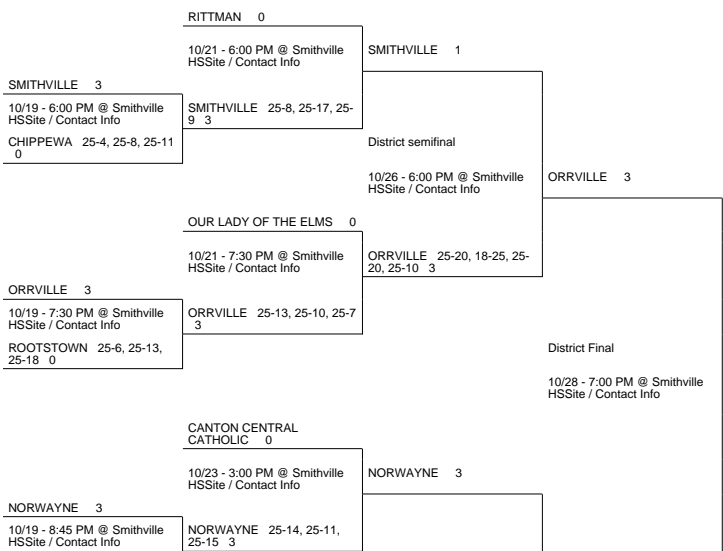 RITTMAN 0
10/21 - 6:00 PM @ Smithville
HSSite / Contact Info
SMITHVILLE 1
SMITHVILLE 3
10/19 - 6:00 PM @ Smithville
HSSite / Contact Info
SMITHVILLE 25-8, 25-17, 25-
9 3
CHIPPEWA 25-4, 25-8, 25-11
0
District semifinal
10/26 - 6:00 PM @ Smithville
HSSite / Contact Info
ORRVILLE 3
OUR LADY OF THE ELMS 0
10/21 - 7:30 PM @ Smithville
HSSite / Contact Info
ORRVILLE 25-20, 18-25, 25-
20, 25-10 3
ORRVILLE 3
10/19 - 7:30 PM @ Smithville
HSSite / Contact Info
ORRVILLE 25-13, 25-10, 25-7
3
ROOTSTOWN 25-6, 25-13,
25-18 0
District Final
10/28 - 7:00 PM @ Smithville
HSSite / Contact Info
CANTON CENTRAL
CATHOLIC 0
10/23 - 3:00 PM @ Smithville
HSSite / Contact Info
NORWAYNE 3
NORWAYNE 3
10/19 - 8:45 PM @ Smithville
HSSite / Contact Info
NORWAYNE 25-14, 25-11,
25-15 3